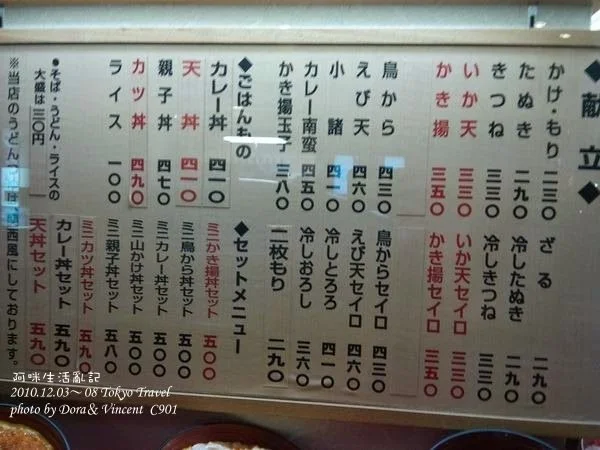 ◆献立◆
かけ・もり 二三〇
たぬき 二九〇
きつね 三三〇
いか天 三三〇
かき揚 三五〇
鳥から 四三〇
えび天 四六〇
小諸 四一〇
カレー南蛮 四五〇
かき揚玉子 三八〇
ざる 二九〇
冷したぬき 二九〇
冷しきつね 三三〇
いか天セイロ 三三〇
かき揚セイロ 三五〇
鳥からセイロ 四三〇
えび天セイロ 四六〇
冷しとろろ 四一〇
冷しおろし 三六〇
二枚もり 二九〇
◆ごはんもの
カレー丼 四一〇
天丼 四一〇
親子丼 四七〇
カツ丼 四九〇
ライス 一〇〇
●そば・うどん・ライスの
大盛は三〇円
◆セットメニュー
ミニかき揚丼セット 五〇〇
ミニ鳥から丼セット 五〇〇
ミニカレー丼セット 五〇〇
ミニ山かけ丼セット 五〇〇
ミニ親子丼セット 五八〇
ミニカツ丼セット 五九〇
カレー丼セット 五九〇
天丼セット 五九〇
※当店のうどん 西風にしております。
阿咪生活亂記
2010.12.03～08 Tokyo Travel
photo by Dora & Vincent C901